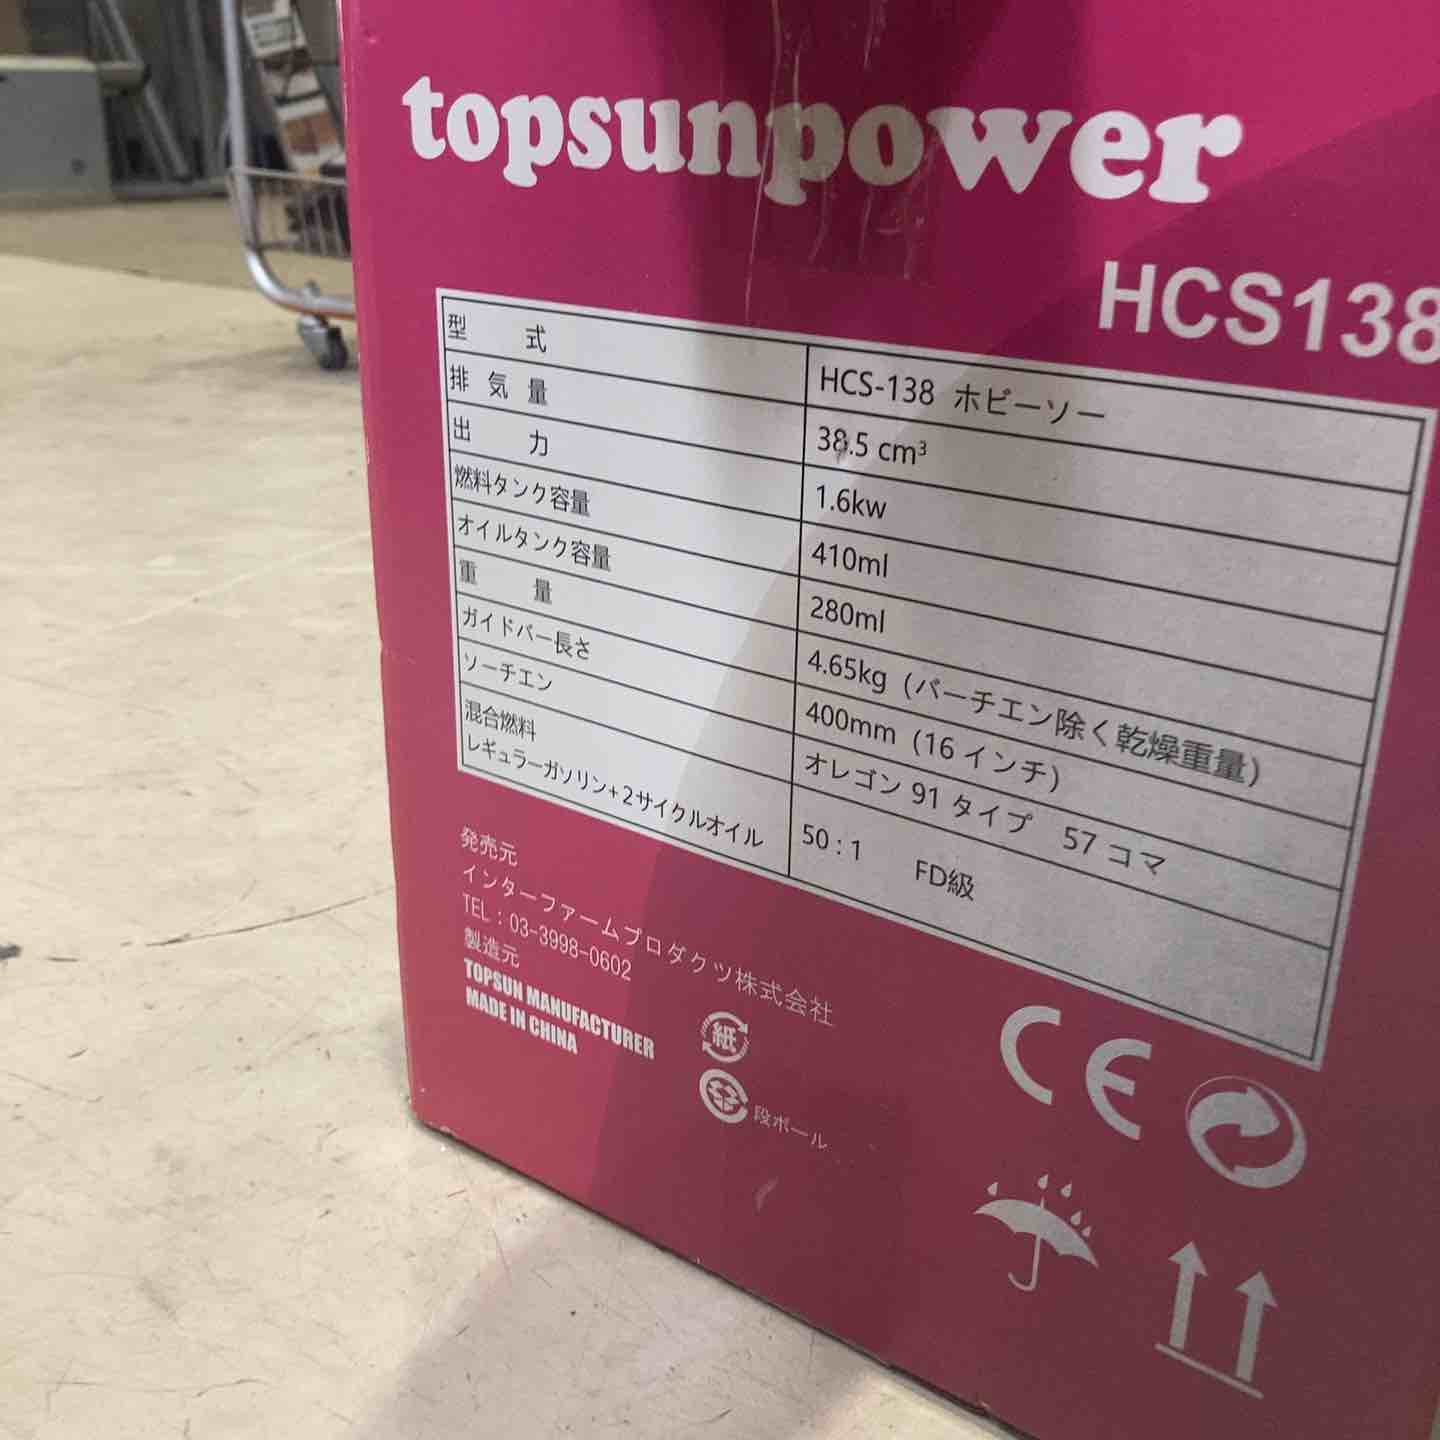 topsunpower
HCS138
型 式 HCS-138 ホビーソー
排 気 量 38.5 cm³
出 力 1.6kw
燃料タンク容量 410ml
オイルタンク容量 280ml
重 量 4.65kg（バーチエン除く乾燥重量）
ガイドバー長さ 400mm（16 インチ）
ソーチエン オレゴン 91 タイプ 57 コマ
混合燃料
レギュラーガソリン+2サイクルオイル 50：1 FD級
発売元
インターファームプロダクツ株式会社
TEL：03-3998-0602
製造元
TOPSUN MANUFACTURER
MADE IN CHINA
紙
段ボール
CE